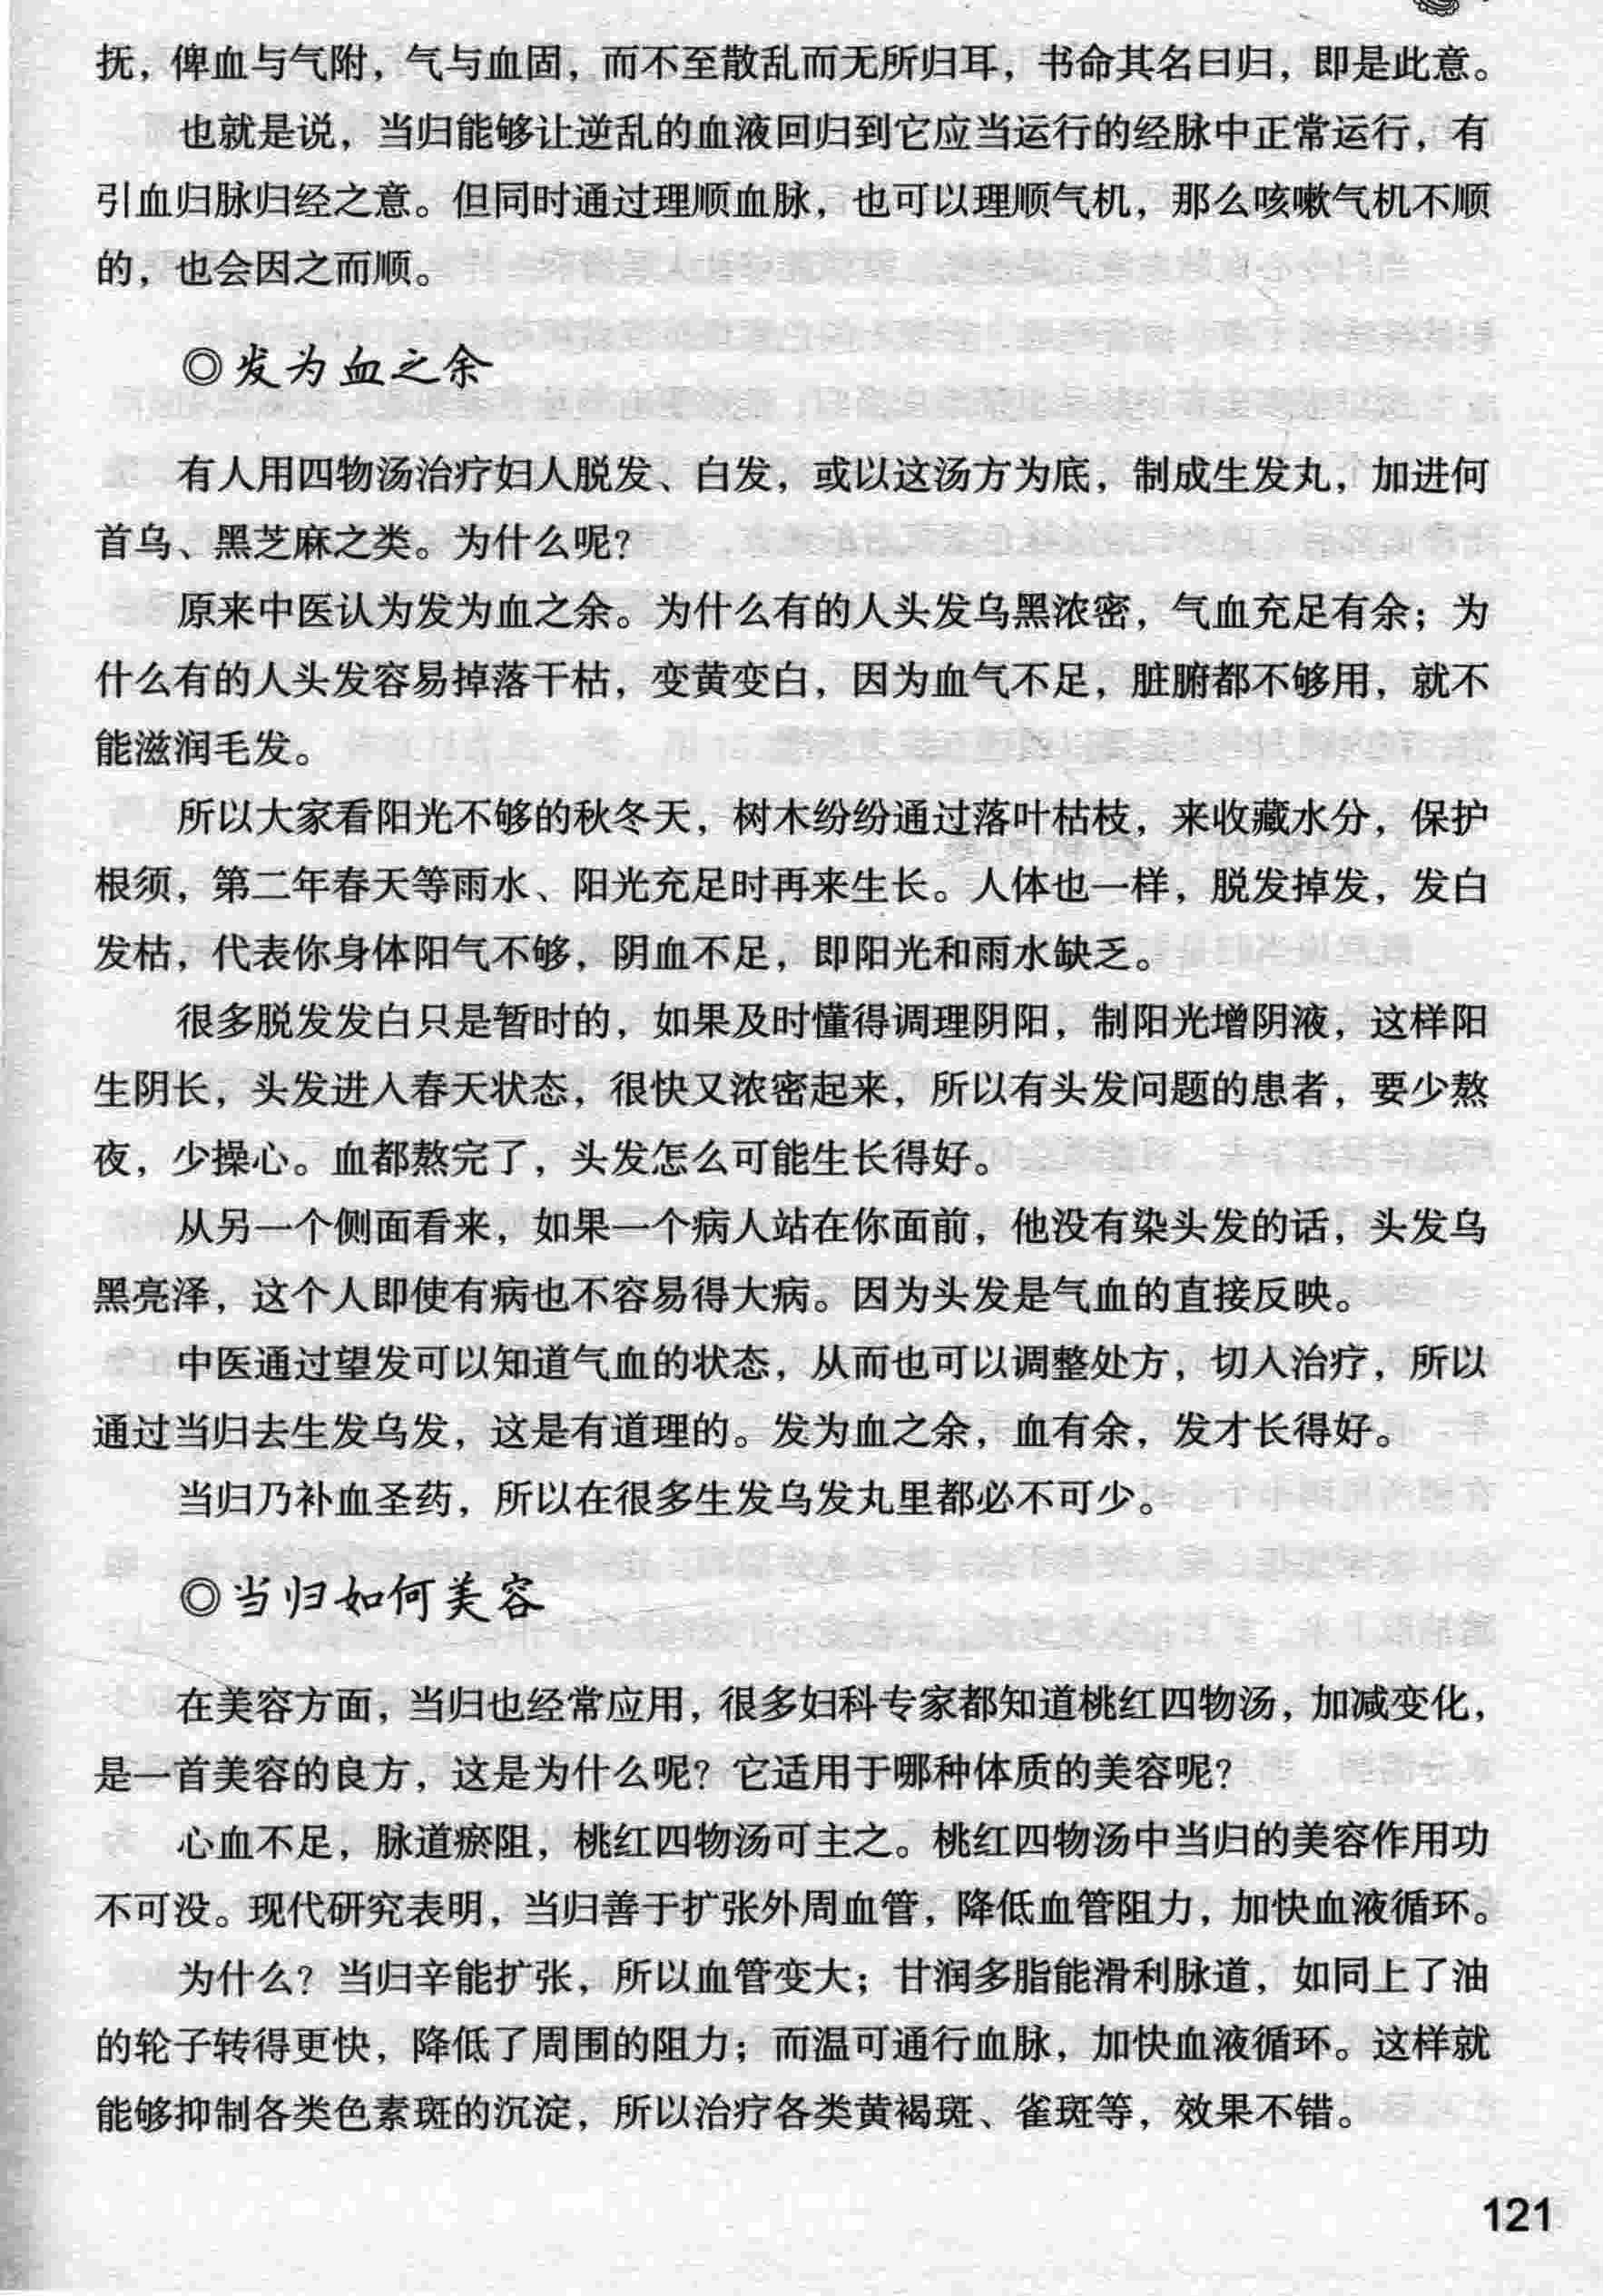 抚，俾血与气附，气与血固，而不至散乱而无所归耳，书命其名曰归，即是此意。
也就是说，当归能够让逆乱的血液回归到它应当运行的经脉中正常运行，有
引血归脉归经之意。但同时通过理顺血脉，也可以理顺气机，那么咳嗽气机不顺
的，也会因之而顺。
◎发为血之余
有人用四物汤治疗妇人脱发、白发，或以这汤方为底，制成生发丸，加进何
首乌、黑芝麻之类。为什么呢？
原来中医认为发为血之余。为什么有的人头发乌黑浓密，气血充足有余；为
什么有的人头发容易掉落干枯，变黄变白，因为血气不足，脏腑都不够用，就不
能滋润毛发。
所以大家看阳光不够的秋冬天，树木纷纷通过落叶枯枝，来收藏水分，保护
根须，第二年春天等雨水、阳光充足时再来生长。人体也一样，脱发掉发，发白
发枯，代表你身体阳气不够，阴血不足，即阳光和雨水缺乏。
很多脱发发白只是暂时的，如果及时懂得调理阴阳，制阳光增阴液，这样阳
生阴长，头发进入春天状态，很快又浓密起来，所以有头发问题的患者，要少熬
夜，少操心。血都熬完了，头发怎么可能生长得好。
从另一个侧面看来，如果一个病人站在你面前，他没有染头发的话，头发乌
黑亮泽，这个人即使有病也不容易得大病。因为头发是气血的直接反映。
中医通过望发可以知道气血的状态，从而也可以调整处方，切入治疗，所以
通过当归去生发乌发，这是有道理的。发为血之余，血有余，发才长得好。
当归乃补血圣药，所以在很多生发乌发丸里都必不可少。
◎当归如何美容
在美容方面，当归也经常应用，很多妇科专家都知道桃红四物汤，加减变化，
是一首美容的良方，这是为什么呢？它适用于哪种体质的美容呢？
心血不足，脉道瘀阻，桃红四物汤可主之。桃红四物汤中当归的美容作用功
不可没。现代研究表明，当归善于扩张外周血管，降低血管阻力，加快血液循环。
为什么？当归辛能扩张，所以血管变大；甘润多脂能滑利脉道，如同上了油
的轮子转得更快，降低了周围的阻力；而温可通行血脉，加快血液循环。这样就
能够抑制各类色素斑的沉淀，所以治疗各类黄褐斑、雀斑等，效果不错。
121